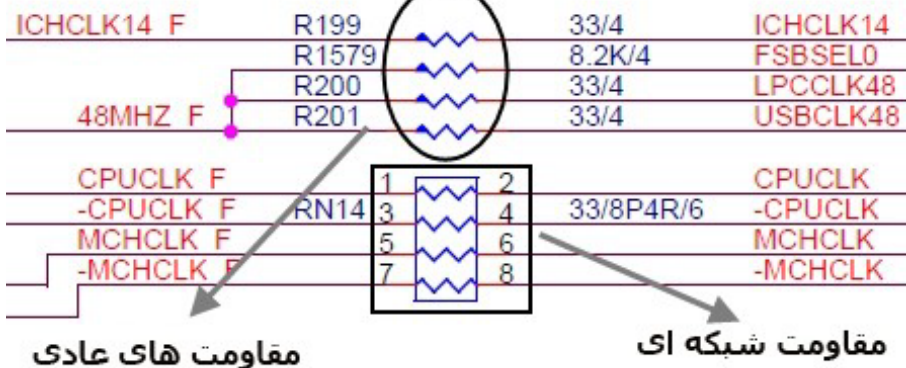 ICHCLK14_F R199 33/4 ICHCLK14
R1579 8.2K/4 FSBSEL0
R200 33/4 LPCCLK48
48MHZ_F R201 33/4 USBCLK48
CPUCLK_F 1 2 CPUCLK
-CPUCLK_F RN14 3 4 33/8P4R/6 -CPUCLK
MCHCLK_F 5 6 MCHCLK
-MCHCLK_F 7 8 -MCHCLK
مقاومت شبکه ای
مقاومت های عادی